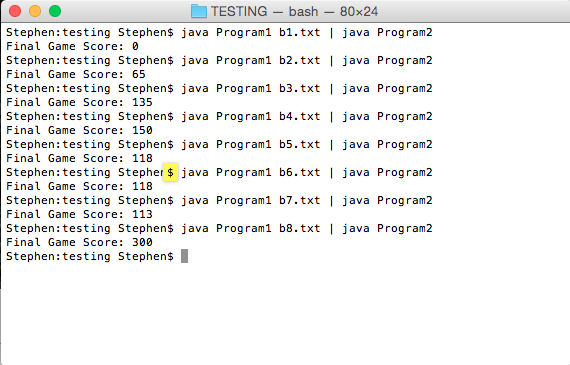 TESTING — bash — 80×24
Stephen:testing Stephen$ java Program1 b1.txt | java Program2
Final Game Score: 0
Stephen:testing Stephen$ java Program1 b2.txt | java Program2
Final Game Score: 65
Stephen:testing Stephen$ java Program1 b3.txt | java Program2
Final Game Score: 135
Stephen:testing Stephen$ java Program1 b4.txt | java Program2
Final Game Score: 150
Stephen:testing Stephen$ java Program1 b5.txt | java Program2
Final Game Score: 118
Stephen:testing Stephen$ java Program1 b6.txt | java Program2
Final Game Score: 118
Stephen:testing Stephen$ java Program1 b7.txt | java Program2
Final Game Score: 113
Stephen:testing Stephen$ java Program1 b8.txt | java Program2
Final Game Score: 300
Stephen:testing Stephen$